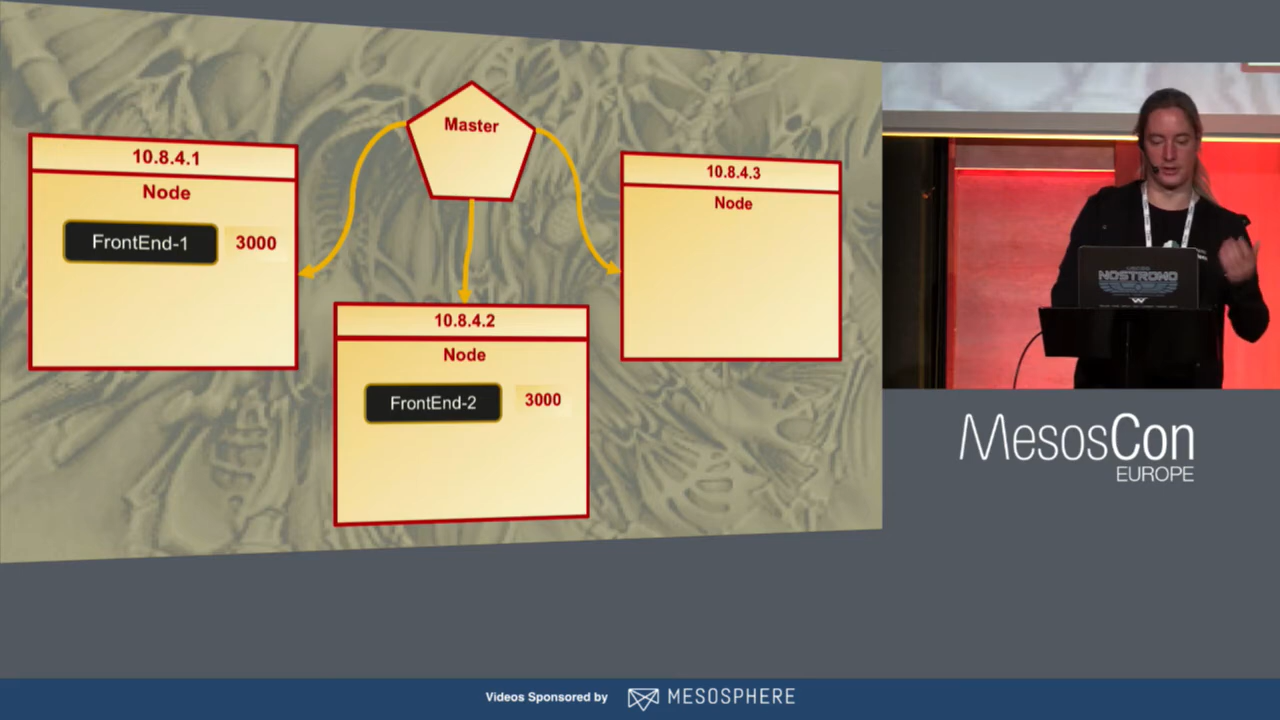 Master
10.8.4.1
Node
FrontEnd-1 3000
10.8.4.2
Node
FrontEnd-2 3000
10.8.4.3
Node
NOSTROMO
MesosCon
EUROPE
Videos Sponsored by MESOSPHERE